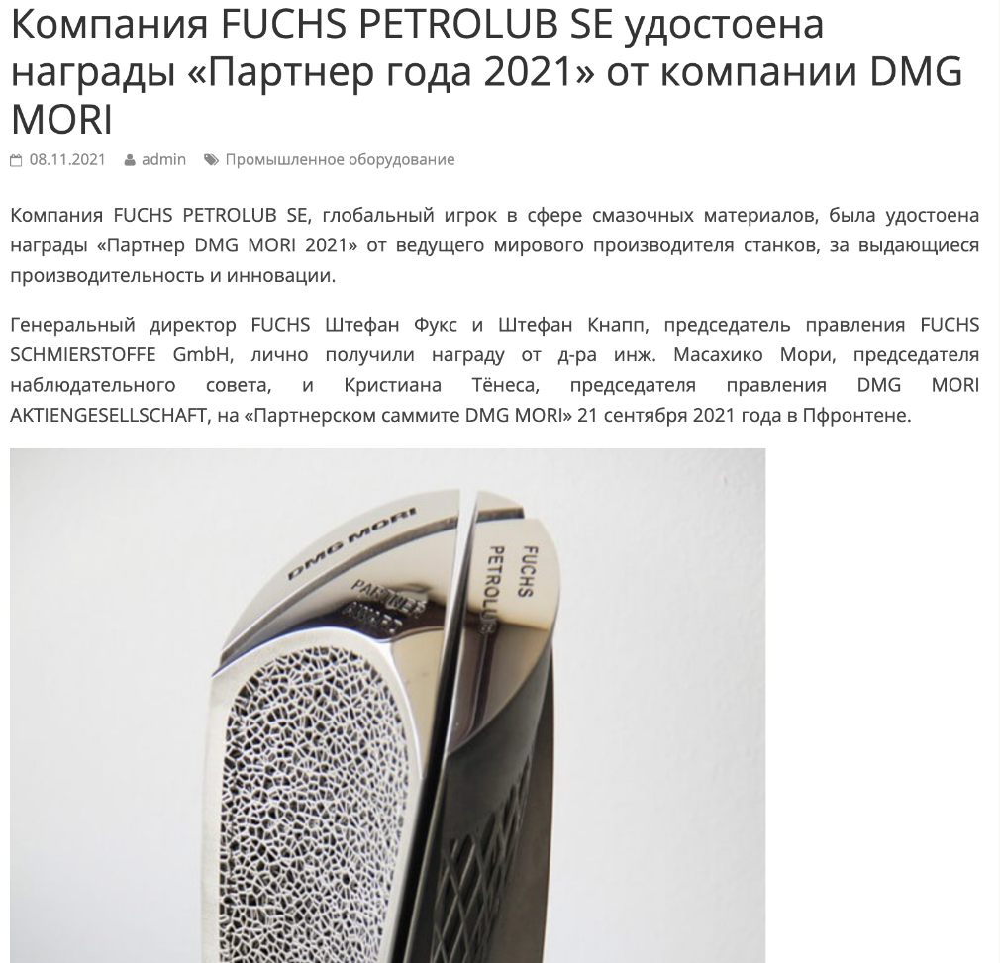 Компания FUCHS PETROLUB SE удостоена
награды «Партнер года 2021» от компании DMG
MORI
08.11.2021 admin Промышленное оборудование
Компания FUCHS PETROLUB SE, глобальный игрок в сфере смазочных материалов, была удостоена
награды «Партнер DMG MORI 2021» от ведущего мирового производителя станков, за выдающиеся
производительность и инновации.
Генеральный директор FUCHS Штефан Фукс и Штефан Кнапп, председатель правления FUCHS
SCHMIERSTOFFE GmbH, лично получили награду от д-ра инж. Масахико Мори, председателя
наблюдательного совета, и Кристиана Тёнеса, председателя правления DMG MORI
AKTIENGESELLSCHAFT, на «Партнерском саммите DMG MORI» 21 сентября 2021 года в Пфронтене.
DMG MORI
PARTNER
AWARD
FUCHS
PETROLUB